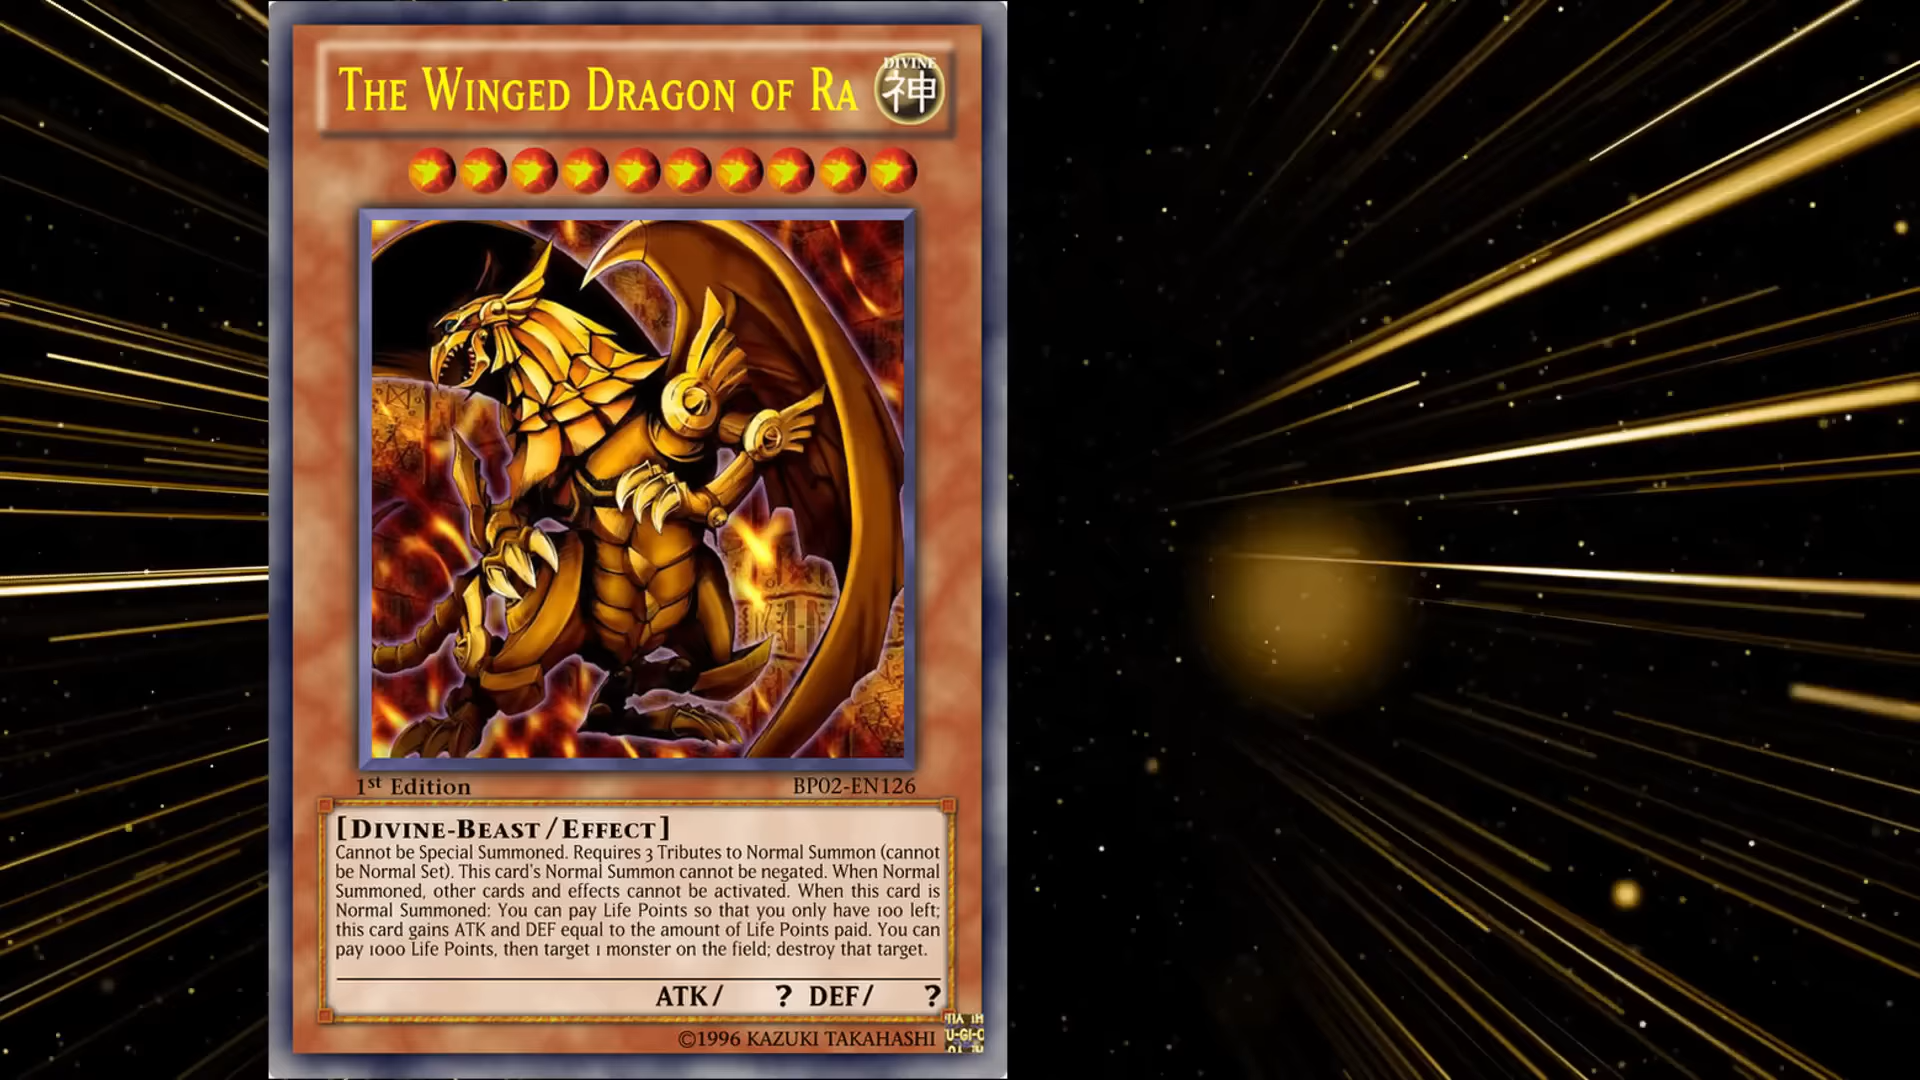 The Winged Dragon of Ra
DIVINE
神
1st Edition
BP02-EN126
[Divine-Beast/Effect]
Cannot be Special Summoned. Requires 3 Tributes to Normal Summon (cannot
be Normal Set). This card's Normal Summon cannot be negated. When Normal
Summoned, other cards and effects cannot be activated. When this card is
Normal Summoned: You can pay Life Points so that you only have 100 left;
this card gains ATK and DEF equal to the amount of Life Points paid. You can
pay 1000 Life Points, then target 1 monster on the field; destroy that target.
ATK/ ? DEF/ ?
©1996 KAZUKI TAKAHASHI